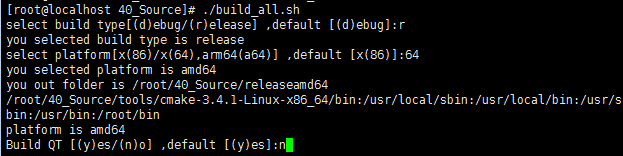 [root@localhost 40_Source]# ./build_all.sh
select build type[(d)ebug/(r)elease] ,default [(d)ebug]:r
you selected build type is release
select platform[x(86)/x(64),arm64(a64)] ,default [x(86)]:64
you selected platform is amd64
you out folder is /root/40_Source/releaseamd64
/root/40_Source/tools/cmake-3.4.1-Linux-x86_64/bin:/usr/local/sbin:/usr/local/bin:/usr/s
bin:/usr/bin:/root/bin
platform is amd64
Build QT [(y)es/(n)o] ,default [(y)es]:n